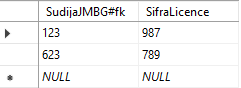 SudijaJMBG#fk SifraLicence
123 987
623 789
NULL NULL